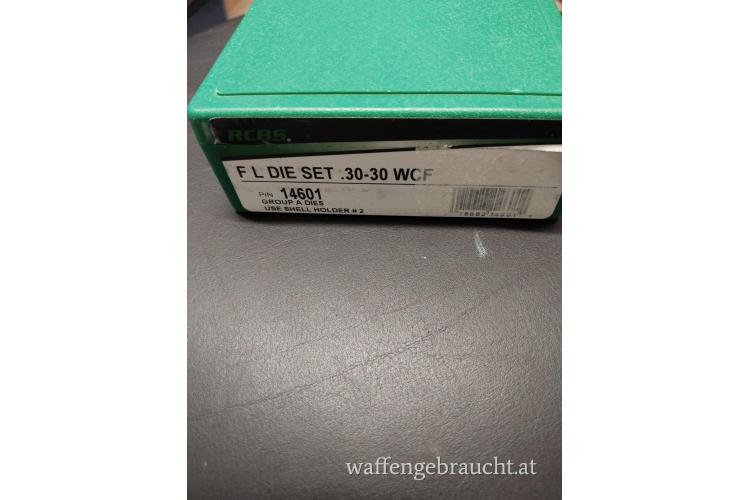 RCBS.
F L DIE SET .30-30 WCF
P/N 14601
GROUP A DIES
USE SHELL HOLDER # 2
waffengebraucht.at